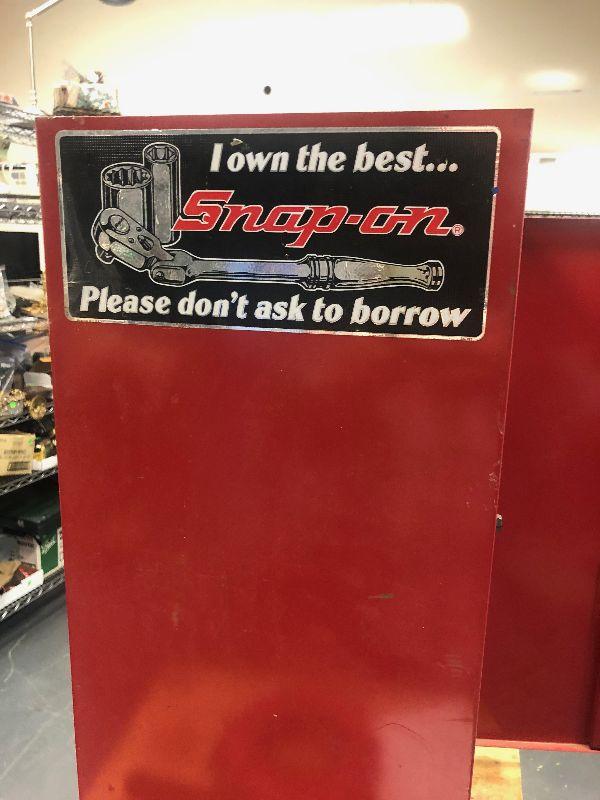 I own the best...
Snap-on®
Please don't ask to borrow